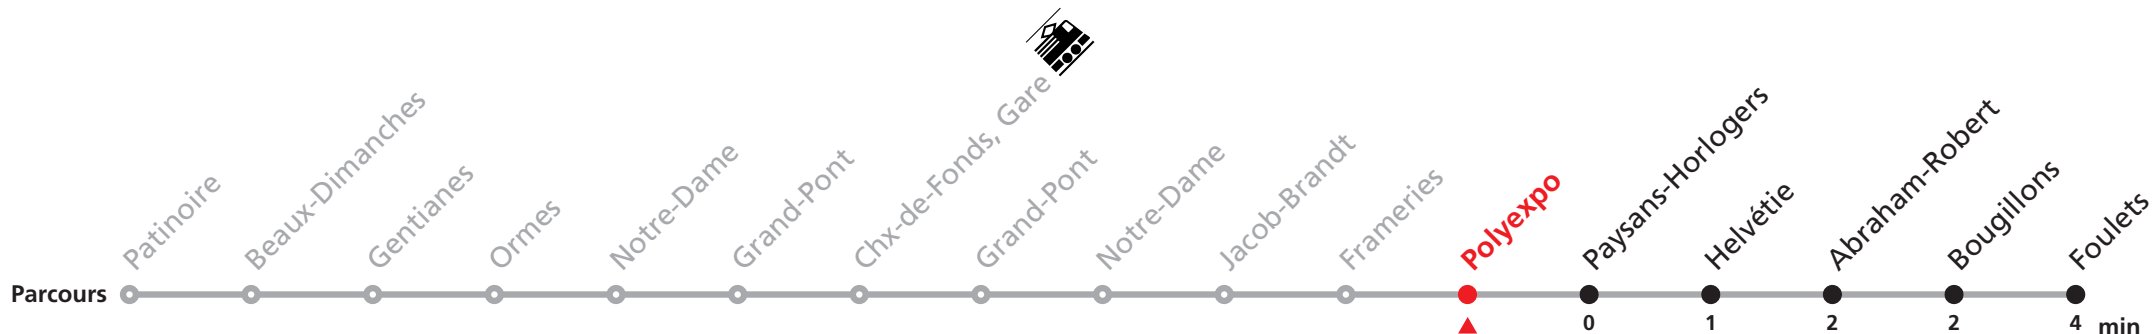 Patinoire
Beaux-Dimanches
Gentianes
Ormes
Notre-Dame
Grand-Pont
Chx-de-Fonds, Gare
Grand-Pont
Notre-Dame
Jacob-Brandt
Frameries
Polyexpo
Paysans-Horlogers
Helvétie
Abraham-Robert
Bougillons
Foulets
Parcours
0 1 2 2 4 min